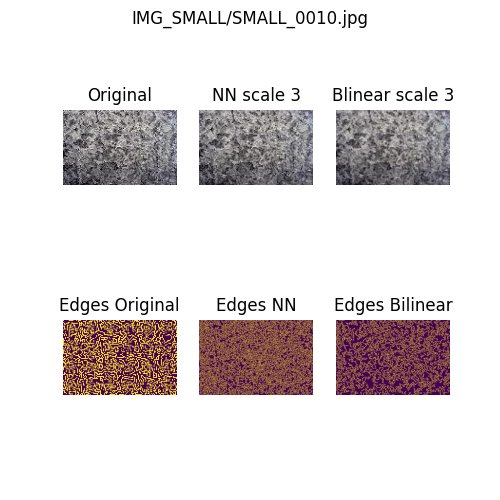 IMG_SMALL/SMALL_0010.jpg
Original
NN scale 3
Blinear scale 3
Edges Original
Edges NN
Edges Bilinear